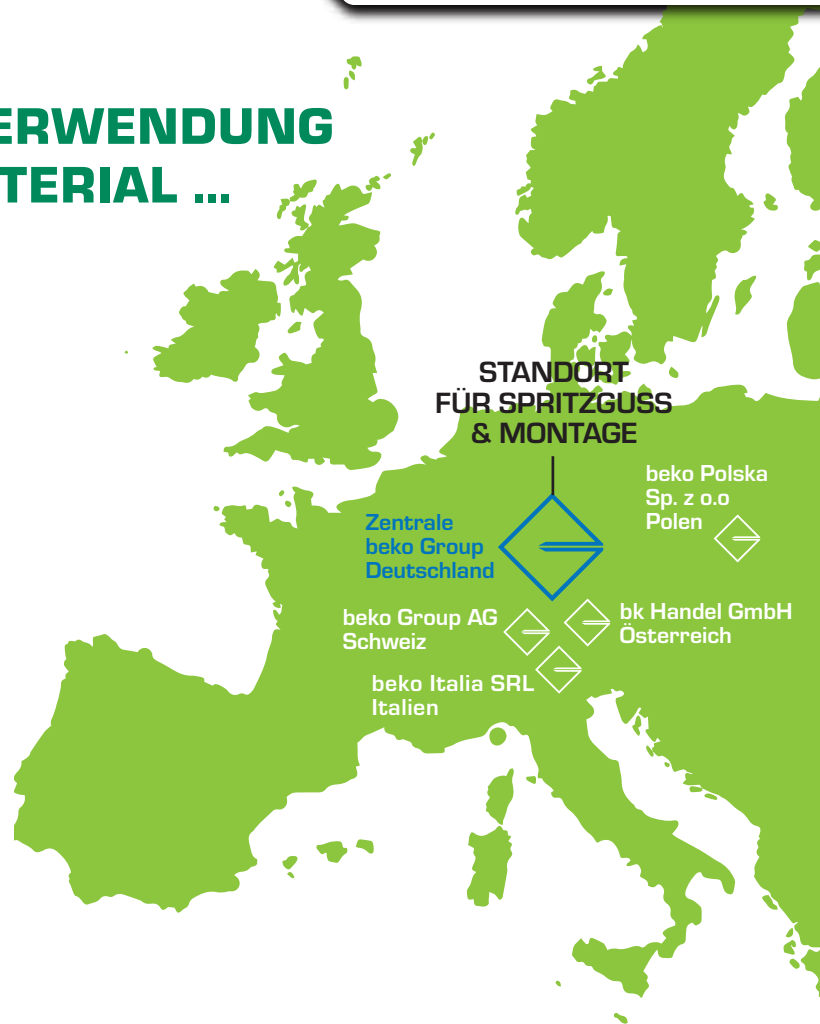 ERWENDUNG
TERIAL ...
STANDORT
FÜR SPRITZGUSS
& MONTAGE
beko Polska
Sp. z o.o
Polen
Zentrale
beko Group
Deutschland
beko Group AG
Schweiz
bk Handel GmbH
Österreich
beko Italia SRL
Italien